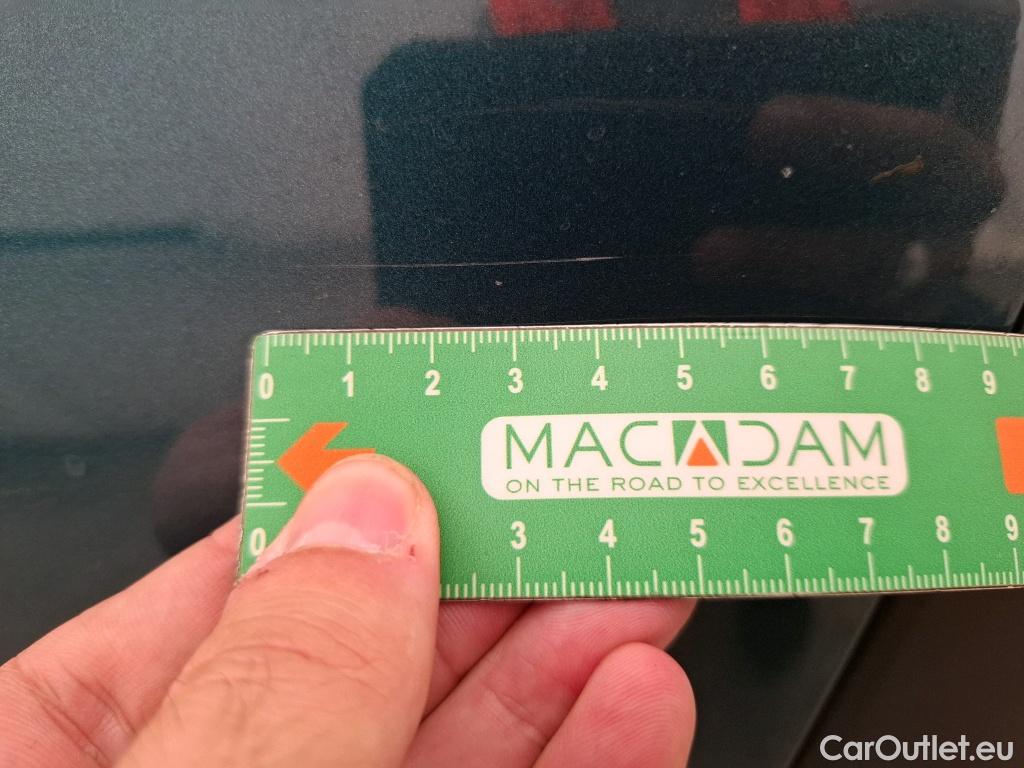 0 1 2 3 4 5 6 7 8 9
MACADAM
ON THE ROAD TO EXCELLENCE
0 3 4 5 6 7 8 9
CarOutlet.eu